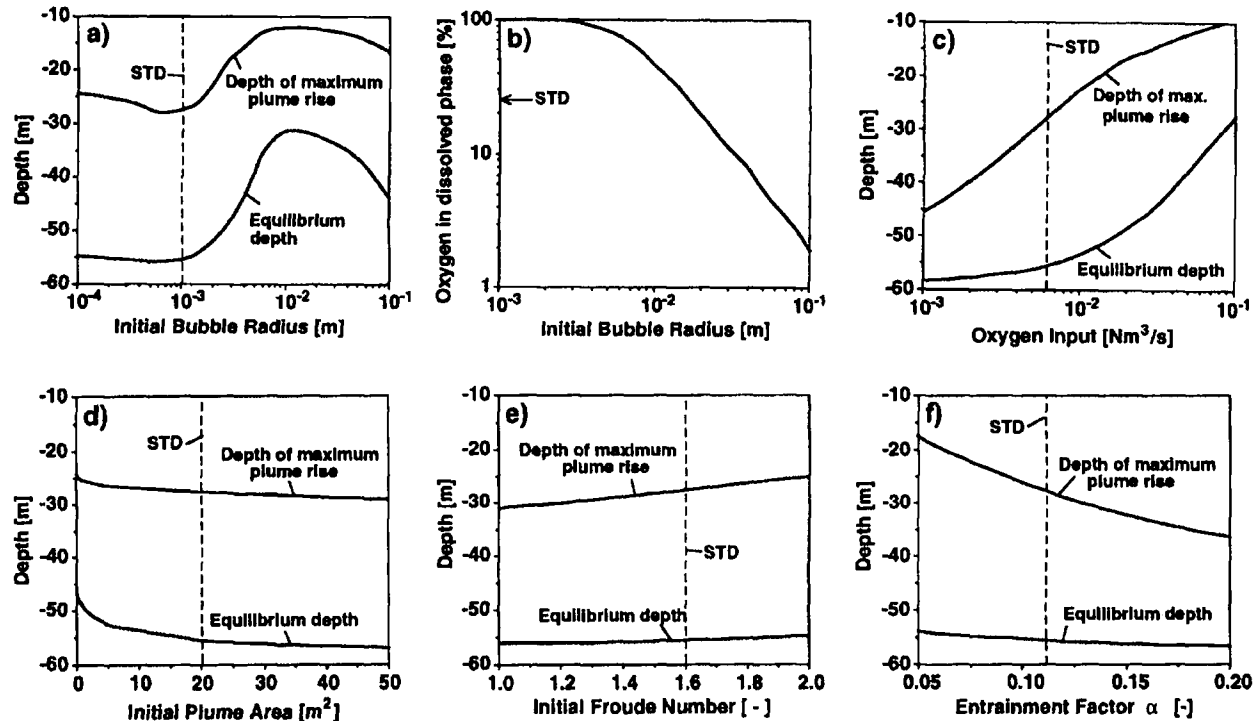 a)
-10
-20
-30
-40
-50
-60
Depth [m]
STD
Depth of maximum
plume rise
Equilibrium
depth
10-4
10-3
10-2
10-1
Initial Bubble Radius [m]
b)
100
10
1
Oxygen in dissolved phase [%]
STD
10-3
10-2
10-1
Initial Bubble Radius [m]
c)
-10
-20
-30
-40
-50
-60
Depth [m]
STD
Depth of max.
plume rise
Equilibrium depth
10-3
10-2
10-1
Oxygen Input [Nm3/s]
d)
-10
-20
-30
-40
-50
-60
Depth [m]
STD
Depth of maximum
plume rise
Equilibrium depth
0
10
20
30
40
50
Initial Plume Area [m2]
e)
-10
-20
-30
-40
-50
-60
Depth [m]
Depth of maximum
plume rise
STD
Equilibrium depth
1.0
1.2
1.4
1.6
1.8
2.0
Initial Froude Number [ - ]
f)
-10
-20
-30
-40
-50
-60
Depth [m]
STD
Depth of maximum
plume rise
Equilibrium depth
0.05
0.10
0.15
0.20
Entrainment Factor α [-]